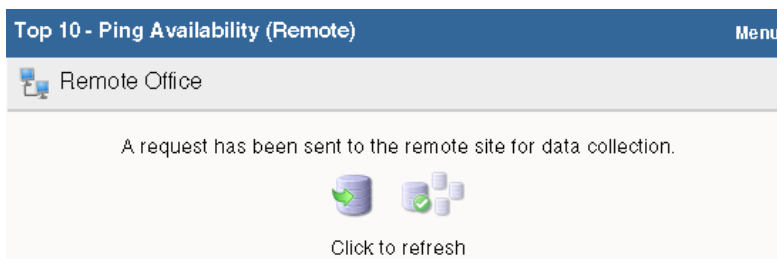 Top 10 - Ping Availability (Remote) Menu
Remote Office
A request has been sent to the remote site for data collection.
Click to refresh